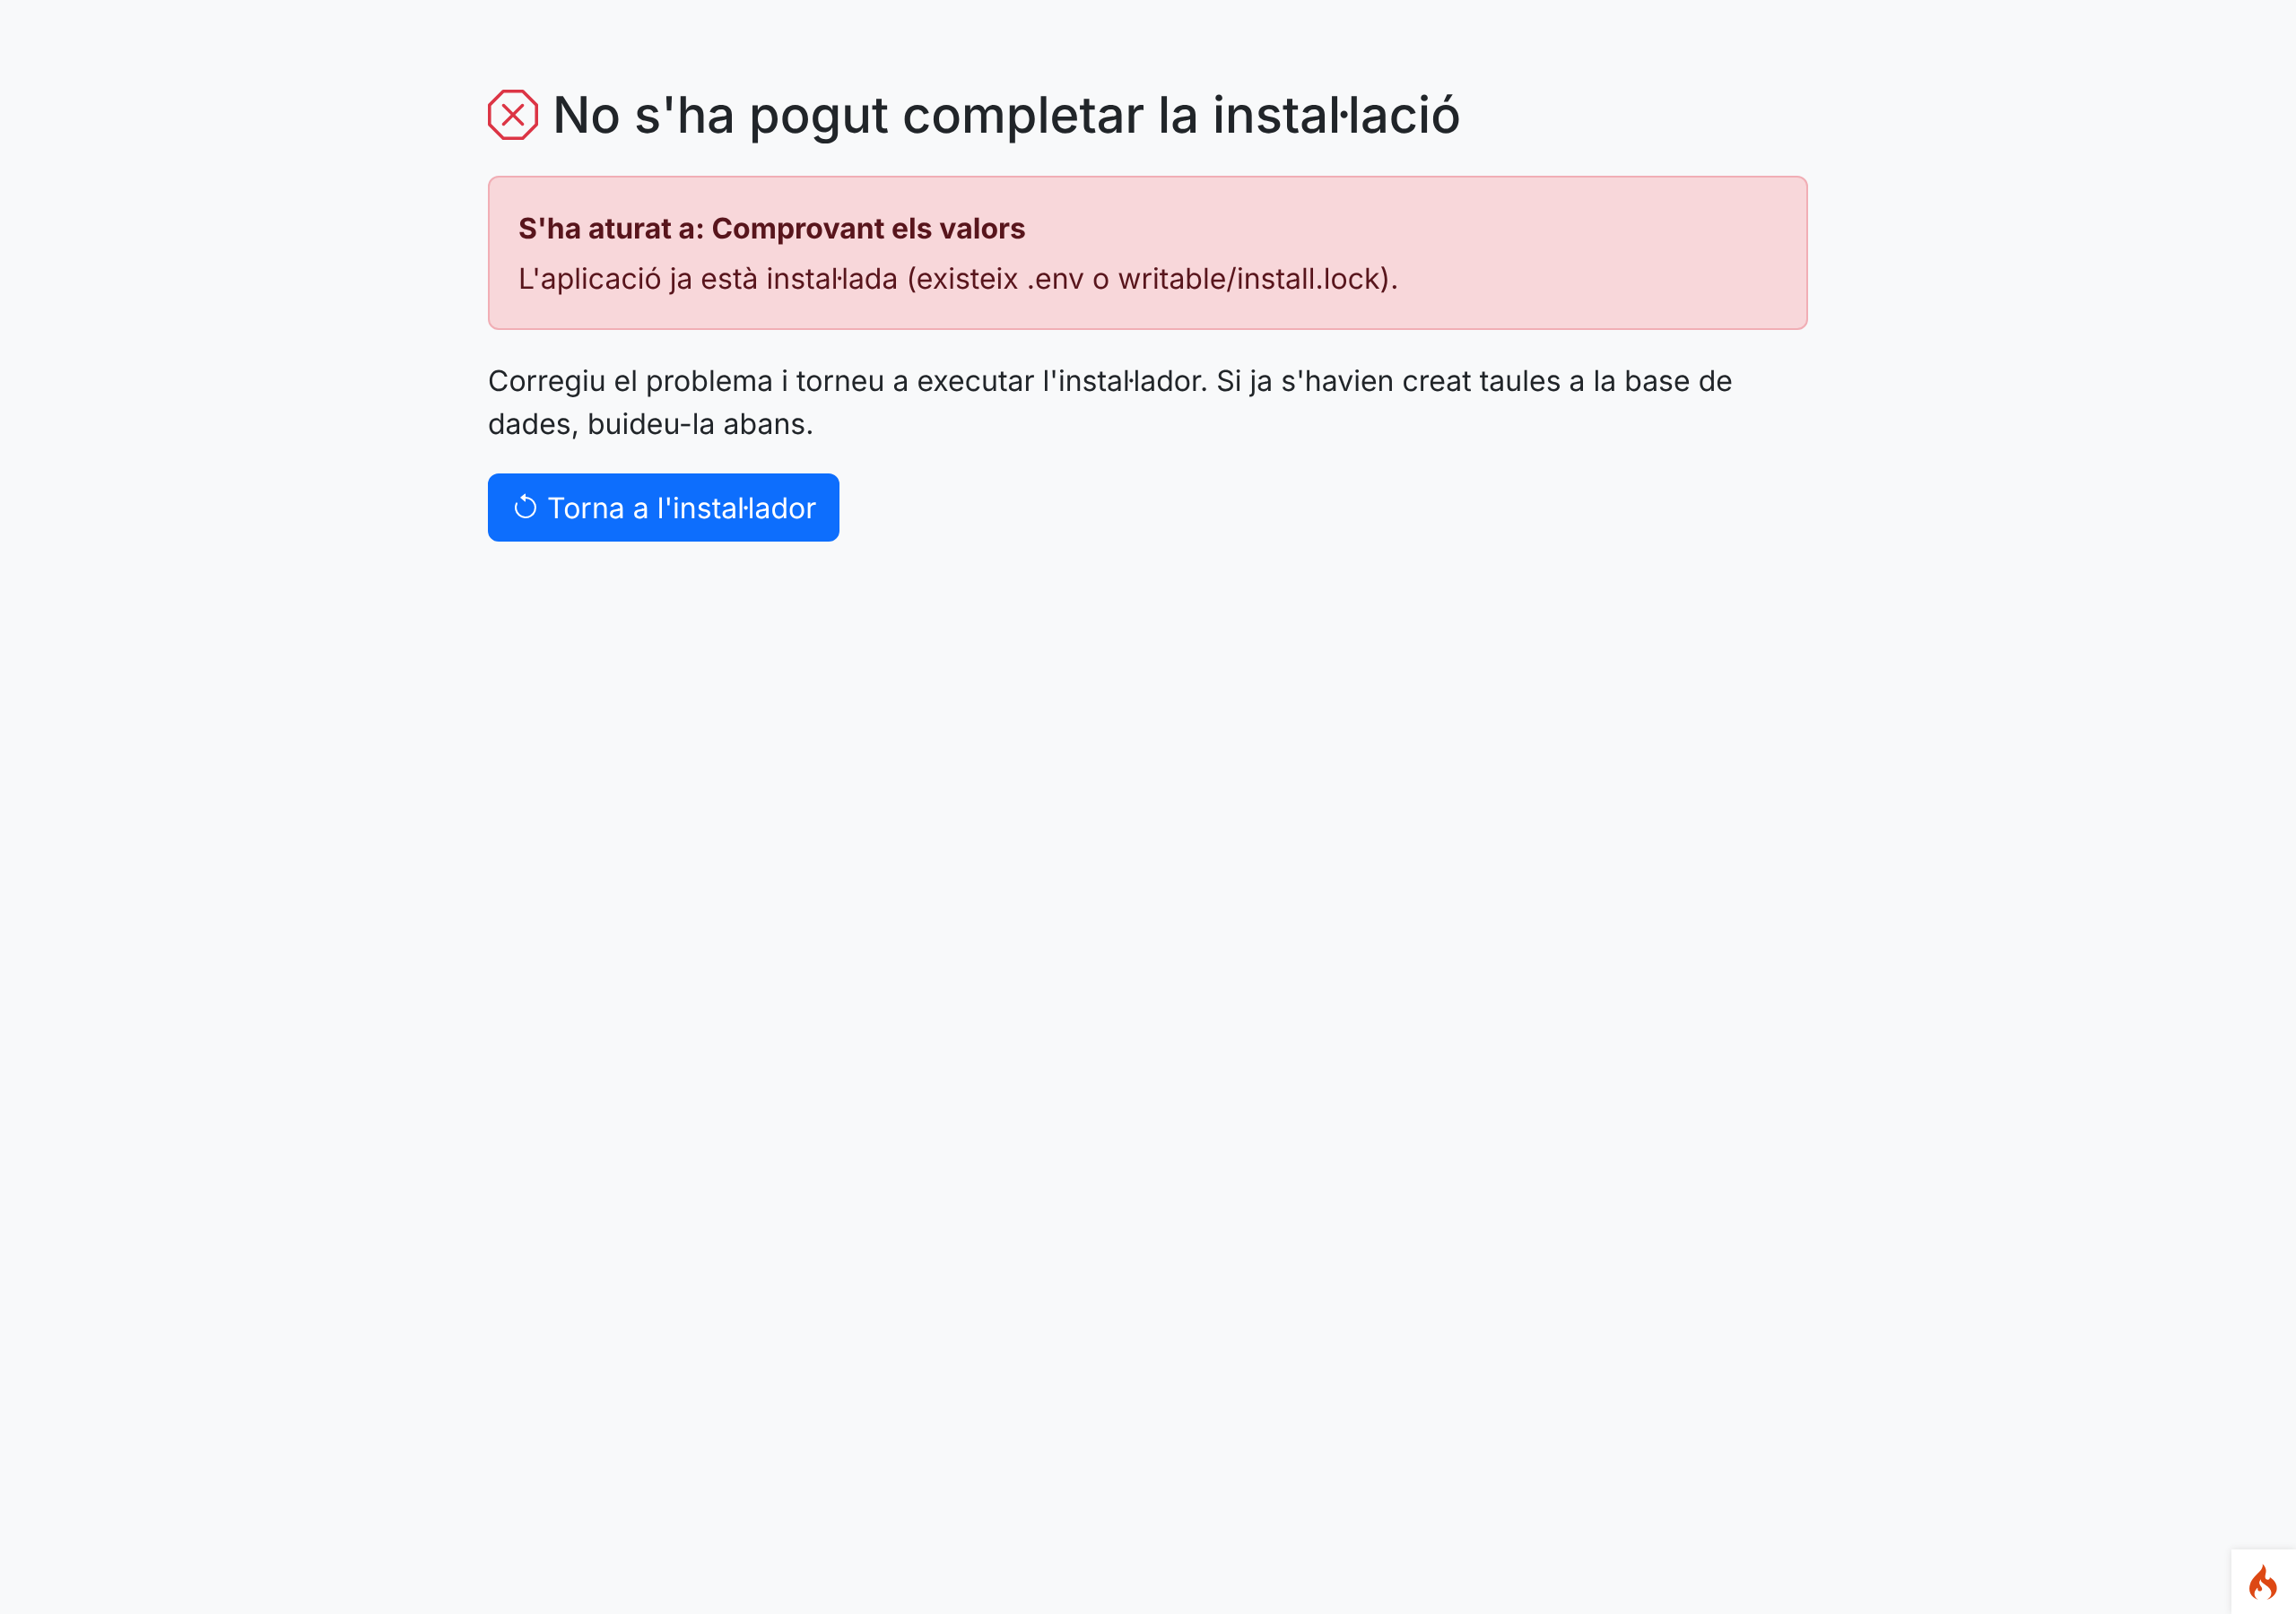 No s'ha pogut completar la instal·lació
S'ha aturat a: Comprovant els valors
L'aplicació ja està instal·lada (existeix .env o writable/install.lock).
Corregiu el problema i torneu a executar l'instal·lador. Si ja s'havien creat taules a la base de
dades, buideu-la abans.
Torna a l'instal·lador